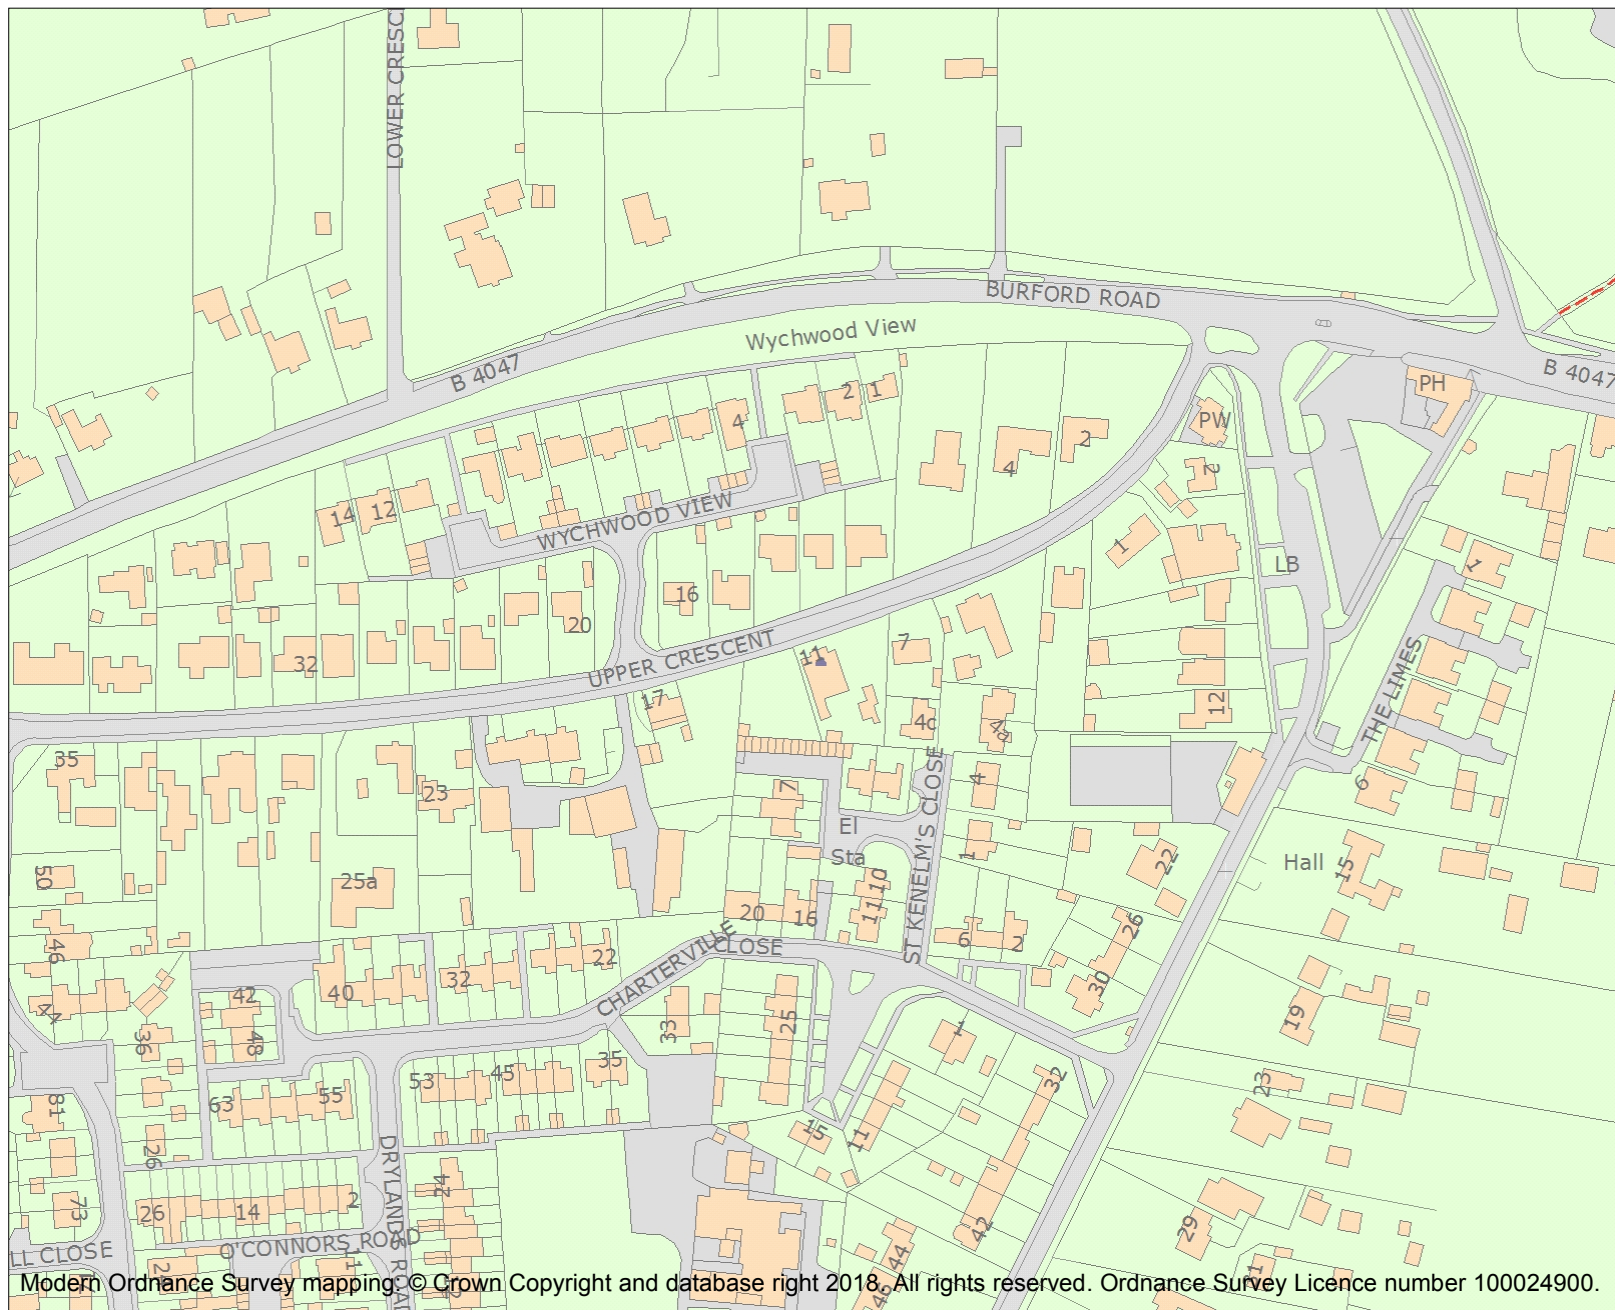 LOWER CRESC
BURFORD ROAD
Wychwood View
B 4047
B 4047
PH
PW
2
1
4
2
4
2
14
12
WYCHWOOD VIEW
1
LB
1
16
20
UPPER CRESCENT
32
11
7
17
4c
4a
12
THE LIMES
35
23
7
4
6
El
Sta
ST KENELM'S CLOSE
1
22
Hall
15
50
25a
10
11
20
16
26
6
2
46
22
CHARTERVILLE
CLOSE
32
40
42
30
44
36
48
33
25
1
19
35
45
53
55
63
32
23
81
15
11
26
24
DRYLANDS ROAD
73
26
14
2
42
29
O'CONNORS ROAD
LL CLOSE
11
24
44
31
46
Modern Ordnance Survey mapping: © Crown Copyright and database right 2018. All rights reserved. Ordnance Survey Licence number 100024900.